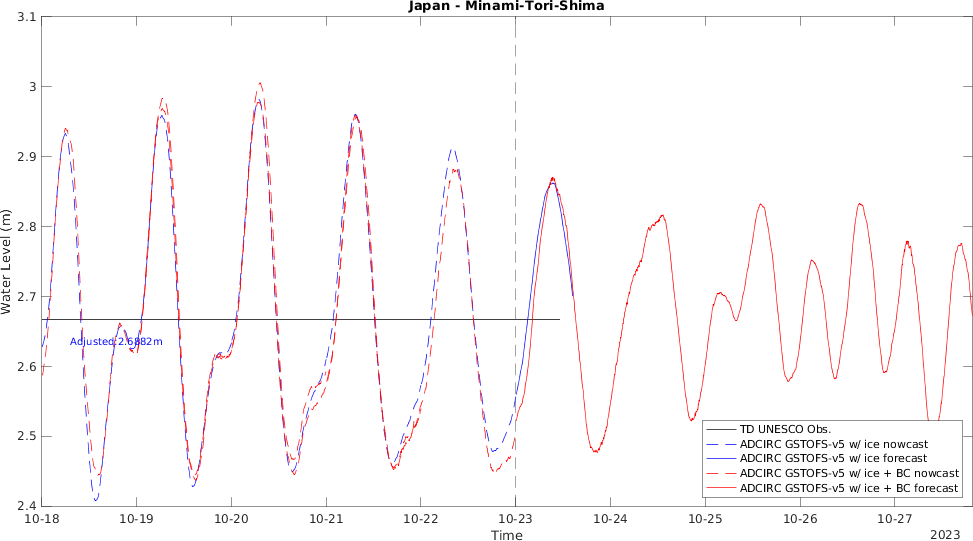 Japan - Minami-Tori-Shima
3.1
3
2.9
2.8
2.7
2.6
2.5
2.4
Water Level (m)
Adjusted:2.6882m
TD UNESCO Obs.
ADCIRC GSTOFS-v5 w/ ice nowcast
ADCIRC GSTOFS-v5 w/ ice forecast
ADCIRC GSTOFS-v5 w/ ice + BC nowcast
ADCIRC GSTOFS-v5 w/ ice + BC forecast
10-18 10-19 10-20 10-21 10-22 10-23 10-24 10-25 10-26 10-27
Time
2023